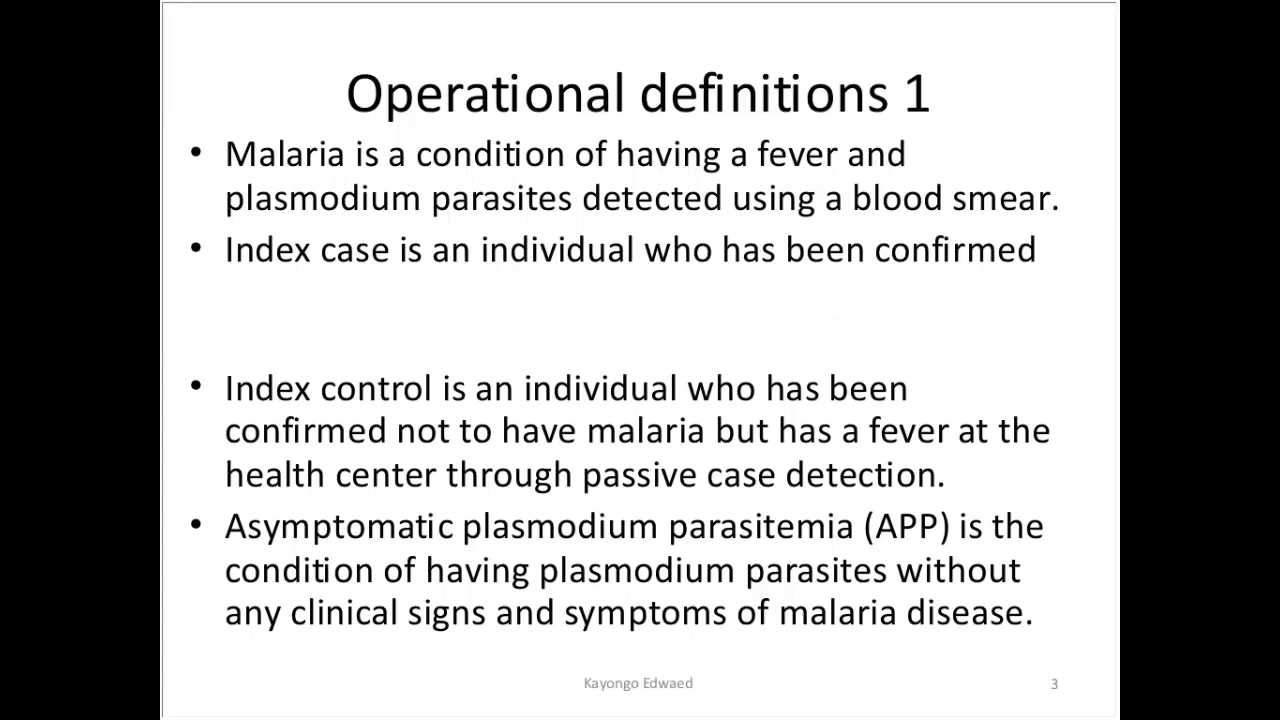 Operational definitions 1
• Malaria is a condition of having a fever and
plasmodium parasites detected using a blood smear.
• Index case is an individual who has been confirmed
• Index control is an individual who has been
confirmed not to have malaria but has a fever at the
health center through passive case detection.
• Asymptomatic plasmodium parasitemia (APP) is the
condition of having plasmodium parasites without
any clinical signs and symptoms of malaria disease.
Kayongo Edwaed
3